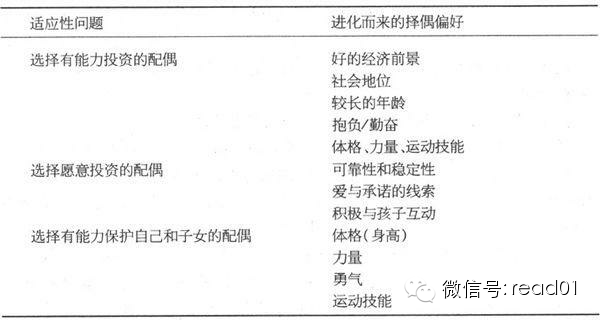 适应性问题 进化而来的择偶偏好
选择有能力投资的配偶 好的经济前景
社会地位
较长的年龄
抱负/勤奋
体格、力量、运动技能
选择愿意投资的配偶 可靠性和稳定性
爱与承诺的线索
积极与孩子互动
选择有能力保护自己和子女的配偶 体格(身高)
力量
勇气
运动技能
微信号: read01